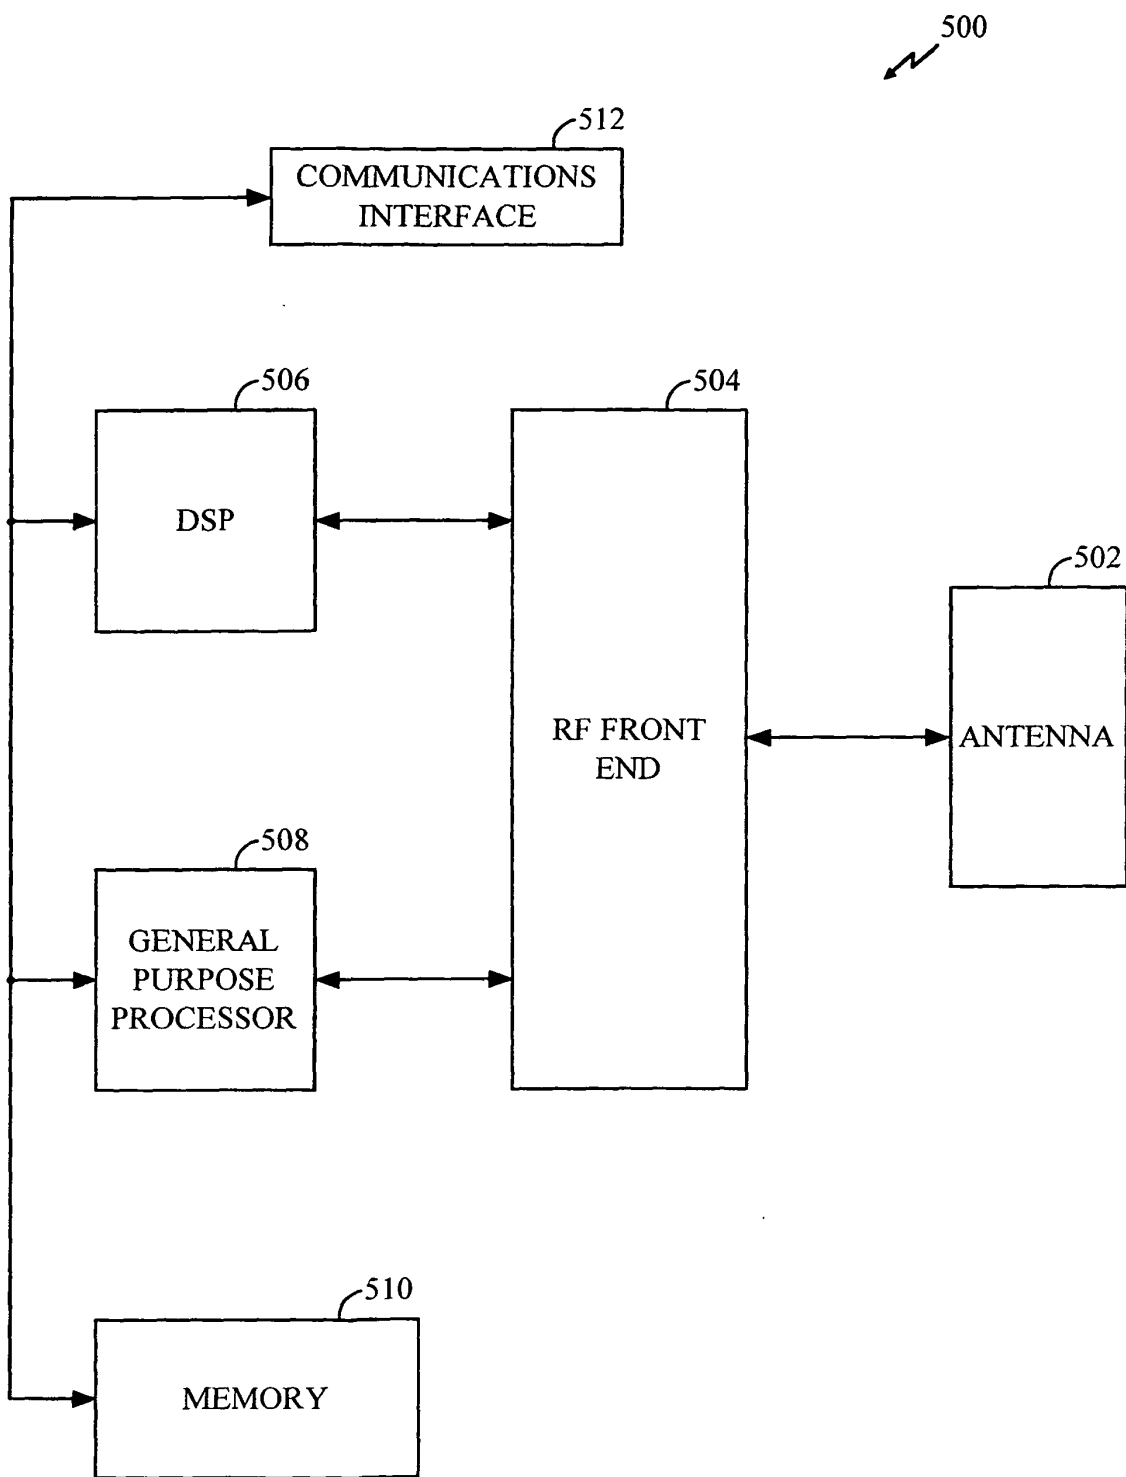 500
512
COMMUNICATIONS
INTERFACE
506
DSP
504
RF FRONT
END
502
ANTENNA
508
GENERAL
PURPOSE
PROCESSOR
510
MEMORY